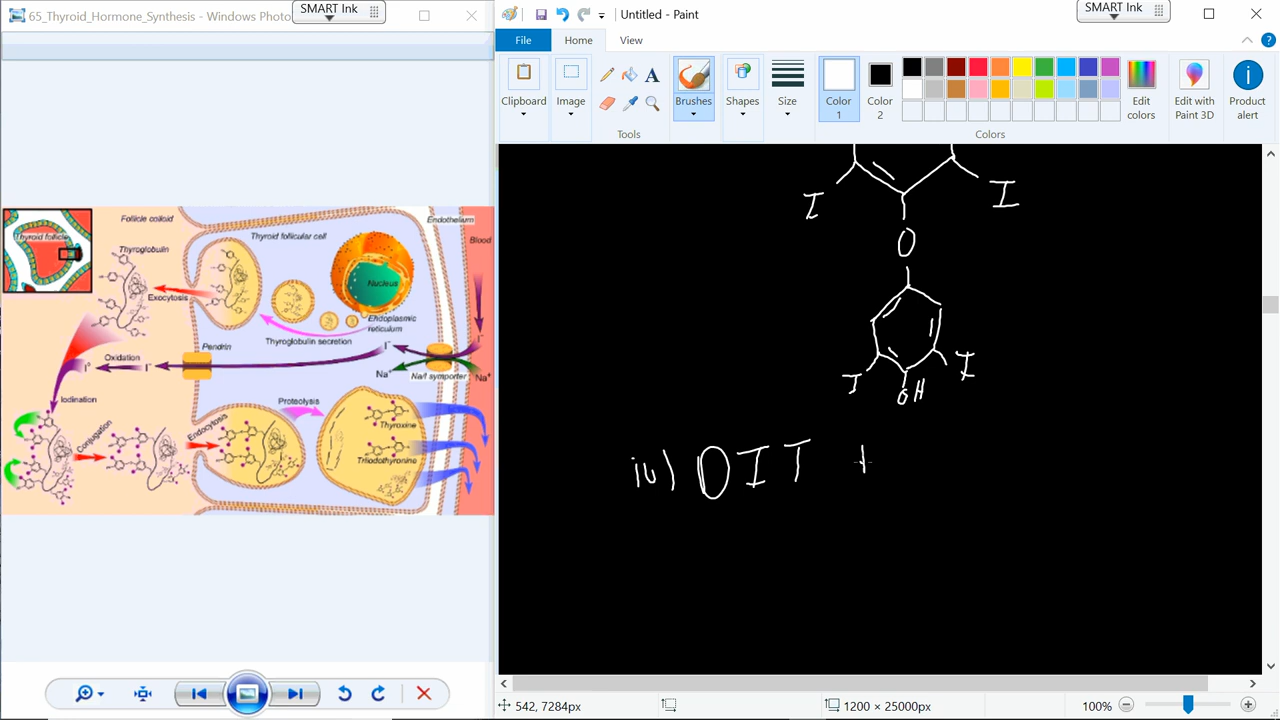 65_Thyroid_Hormone_Synthesis - Windows Photo
SMART Ink
Untitled - Paint
SMART Ink
File
Home
View
Clipboard
Image
Tools
Brushes
Shapes
Size
Color 1
Color 2
Colors
Edit colors
Edit with Paint 3D
Product alert
Thyroid follicle
Follicle colloid
Thyroglobulin
Exocytosis
Thyroid follicular cell
Nucleus
Endoplasmic reticulum
Thyroglobulin secretion
Endothelium
Blood
Pendrin
Oxidation
I⁰
I⁻
I⁻
I⁻
Na⁺
Na/I symporter
Na⁺
Iodination
Conjugation
Endocytosis
Proteolysis
Thyroxine
Triiodothyronine
I
I
O
I
I
OH
iv) DIT +
542, 7284px
1200 × 25000px
100%